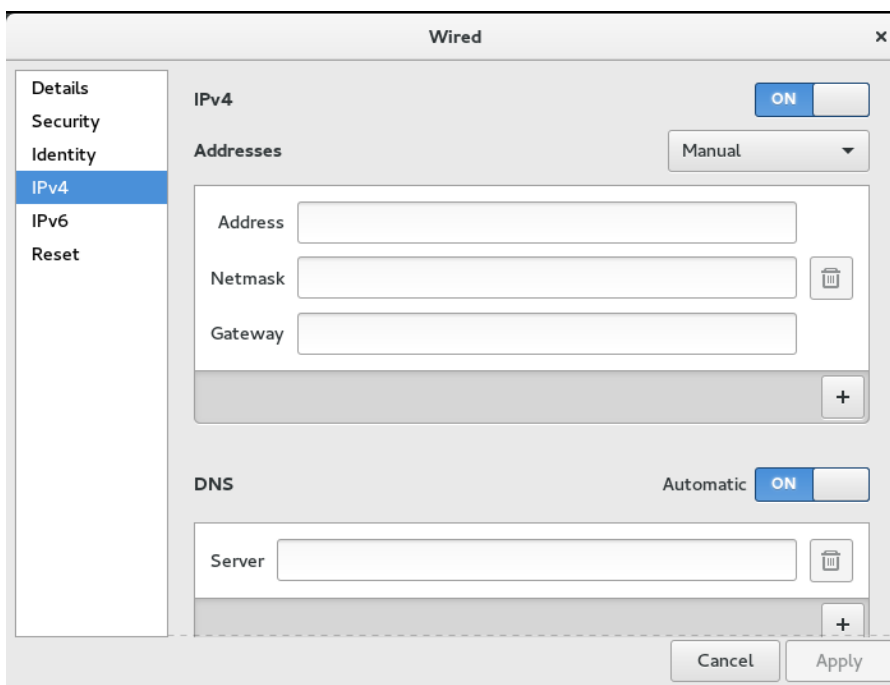 Wired
Details
Security
Identity
IPv4
IPv6
Reset
IPv4
ON
Addresses
Manual
Address
Netmask
Gateway
+
DNS
Automatic
ON
Server
+
Cancel
Apply